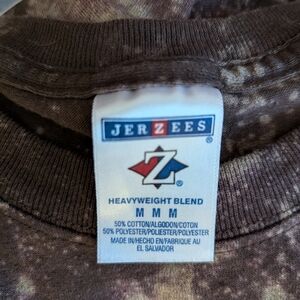 JERZEES
®
Z
®
HEAVYWEIGHT BLEND
M M M
50% COTTON/ALGODON/COTON
50% POLYESTER/POLIESTER/POLYESTER
MADE IN/HECHO EN/FABRIQUE AU
EL SALVADOR